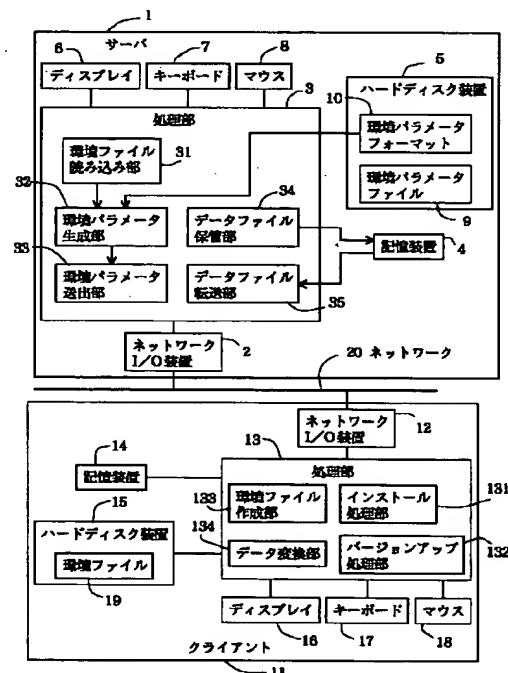 1
サーバ
6
7
8
ディスプレイ
キーボード
マウス
3
5
処理部
ハードディスク装置
10
環境パラメータ
フォーマット
環境パラメータ
ファイル
9
環境ファイル
読み込み部
31
32
34
環境パラメータ
生成部
データファイル
保管部
33
記憶装置
4
環境パラメータ
送出部
データファイル
転送部
35
ネットワーク
I/O装置
2
20 ネットワーク
ネットワーク
I/O装置
12
14
13
記憶装置
処理部
15
133
環境ファイル
作成部
インストール
処理部
131
ハードディスク装置
134
環境ファイル
データ変換部
バージョンアップ
処理部
132
19
ディスプレイ
キーボード
マウス
16
17
18
クライアント
11